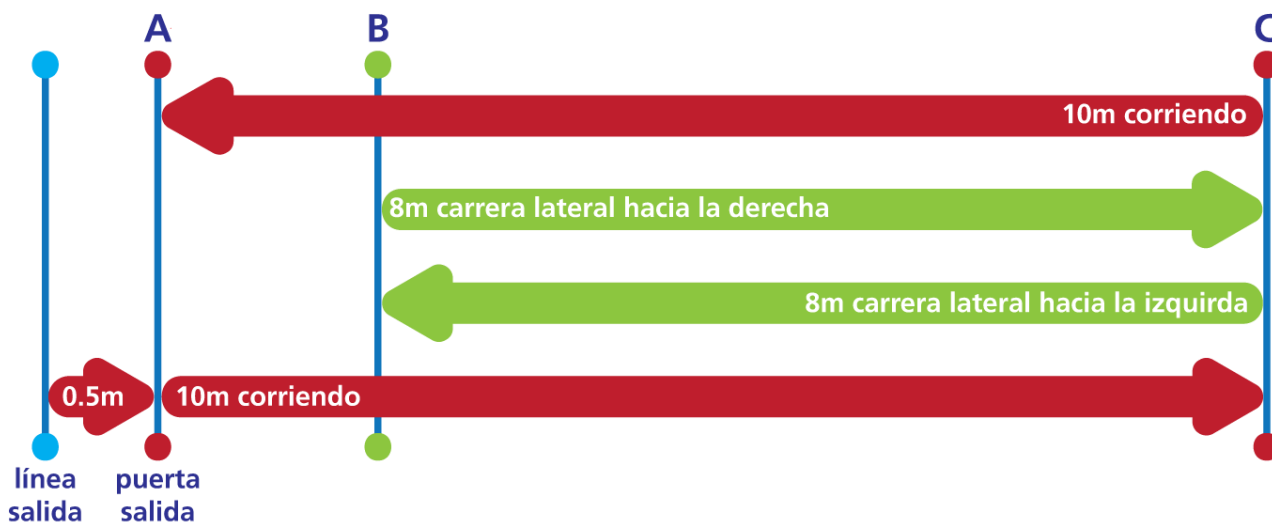 A B C
10m corriendo
8m carrera lateral hacia la derecha
8m carrera lateral hacia la izquirda
0.5m 10m corriendo
línea puerta
salida salida